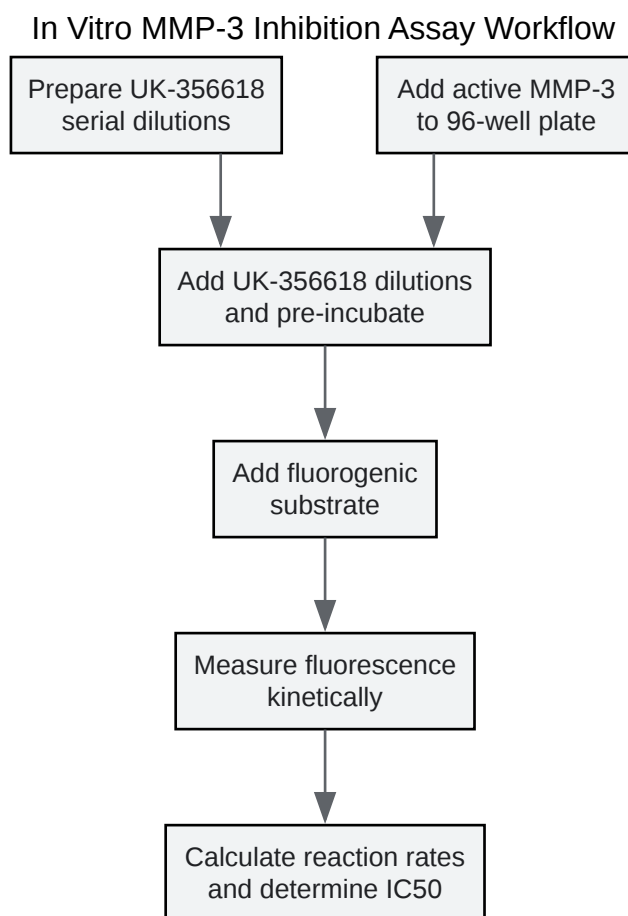 In Vitro MMP-3 Inhibition Assay Workflow
Prepare UK-356618
serial dilutions
Add active MMP-3
to 96-well plate
Add UK-356618 dilutions
and pre-incubate
Add fluorogenic
substrate
Measure fluorescence
kinetically
Calculate reaction rates
and determine IC50